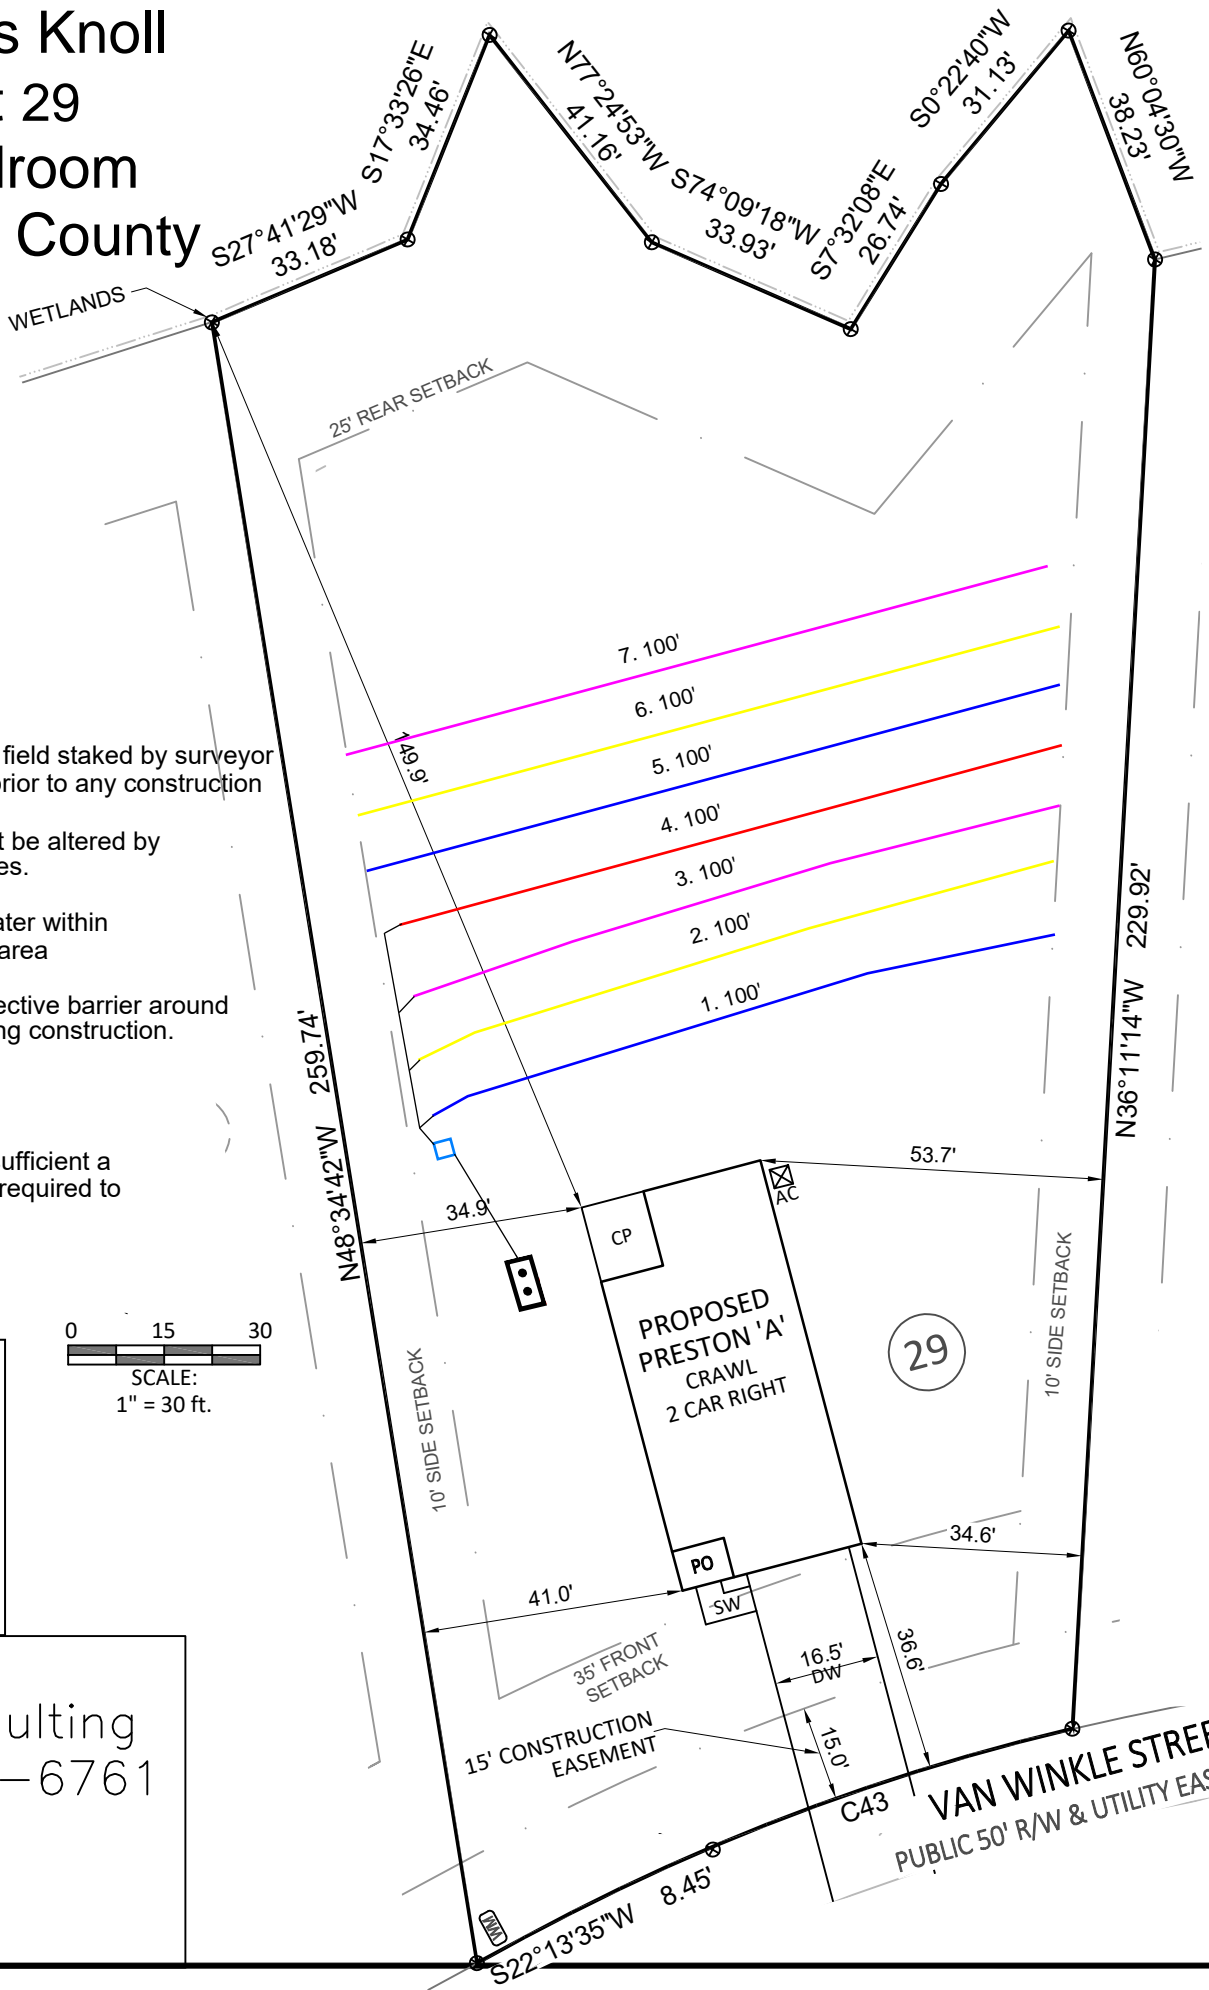 s Knoll
t 29
droom
County
S27°41'29"W
33.18'
S17°33'26"E
34.46'
N77°24'53"W
41.16'
S74°09'18"W
33.93'
S7°32'08"E
26.74'
S0°22'40"W
31.13'
N60°04'30"W
38.23'
WETLANDS
25' REAR SETBACK
7. 100'
6. 100'
5. 100'
4. 100'
3. 100'
2. 100'
1. 100'
149.9'
field staked by surveyor
prior to any construction
t be altered by
es.
ater within
area
ective barrier around
ng construction.
ufficient a
required to
N48°34'42"W 259.74'
N36°11'14"W 229.92'
53.7'
34.9'
AC
CP
PROPOSED
PRESTON 'A'
CRAWL
2 CAR RIGHT
29
10' SIDE SETBACK
10' SIDE SETBACK
0 15 30
SCALE:
1" = 30 ft.
34.6'
PO
SW
41.0'
36.6'
16.5'
DW
35' FRONT
SETBACK
15' CONSTRUCTION
EASEMENT
15.0'
C43
VAN WINKLE STREE
PUBLIC 50' R/W & UTILITY EAS
8.45'
S22°13'35"W
WM
ulting
–6761